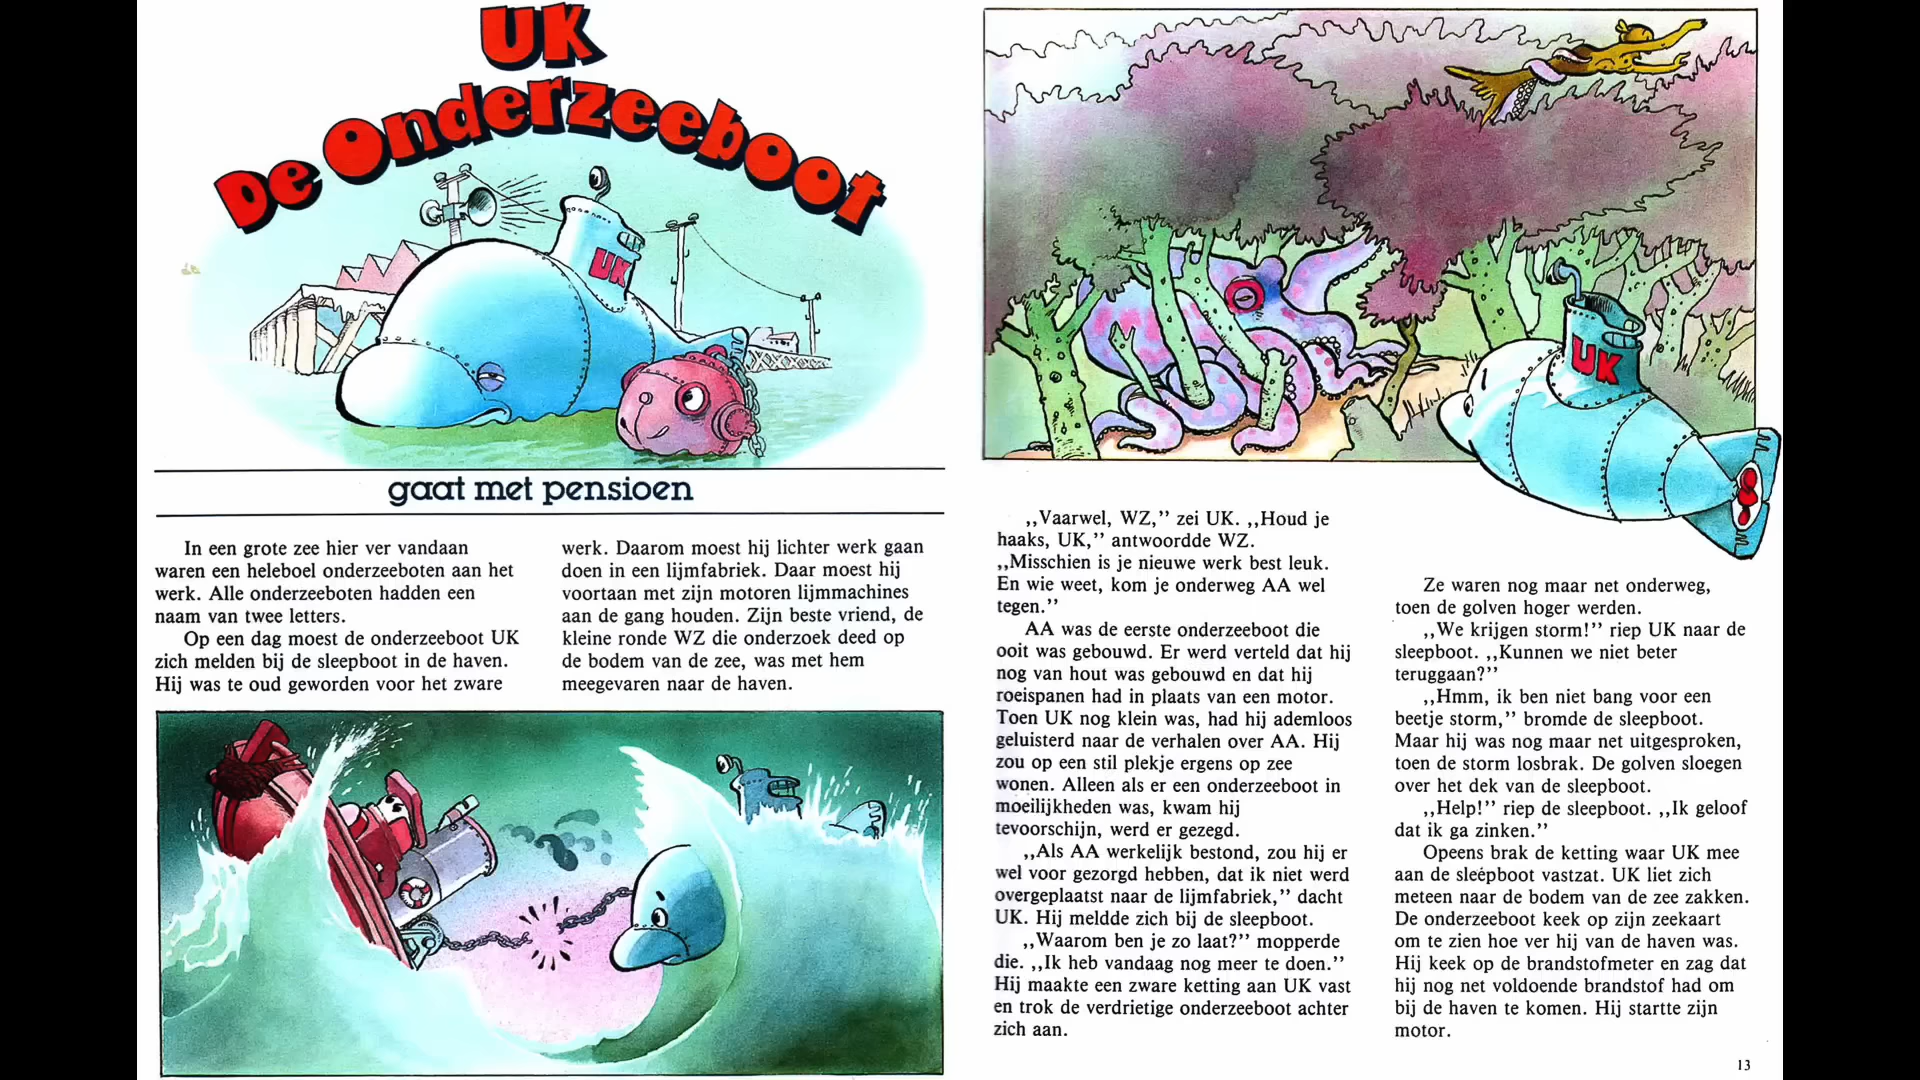 UK
De Onderzeeboot
UK
gaat met pensioen
In een grote zee hier ver vandaan
waren een heleboel onderzeeboten aan het
werk. Alle onderzeeboten hadden een
naam van twee letters.
Op een dag moest de onderzeeboot UK
zich melden bij de sleepboot in de haven.
Hij was te oud geworden voor het zware
werk. Daarom moest hij lichter werk gaan
doen in een lijmfabriek. Daar moest hij
voortaan met zijn motoren lijmmachines
aan de gang houden. Zijn beste vriend, de
kleine ronde WZ die onderzoek deed op
de bodem van de zee, was met hem
meegevaren naar de haven.
UK
,,Vaarwel, WZ,’’ zei UK. ,,Houd je
haaks, UK,’’ antwoordde WZ.
,,Misschien is je nieuwe werk best leuk.
En wie weet, kom je onderweg AA wel
tegen.’’
AA was de eerste onderzeeboot die
ooit was gebouwd. Er werd verteld dat hij
nog van hout was gebouwd en dat hij
roeispanen had in plaats van een motor.
Toen UK nog klein was, had hij ademloos
geluisterd naar de verhalen over AA. Hij
zou op een stil plekje ergens op zee
wonen. Alleen als er een onderzeeboot in
moeilijkheden was, kwam hij
tevoorschijn, werd er gezegd.
,,Als AA werkelijk bestond, zou hij er
wel voor gezorgd hebben, dat ik niet werd
overgeplaatst naar de lijmfabriek,’’ dacht
UK. Hij meldde zich bij de sleepboot.
,,Waarom ben je zo laat?’’ mopperde
die. ,,Ik heb vandaag nog meer te doen.’’
Hij maakte een zware ketting aan UK vast
en trok de verdrietige onderzeeboot achter
zich aan.
Ze waren nog maar net onderweg,
toen de golven hoger werden.
,,We krijgen storm!’’ riep UK naar de
sleepboot. ,,Kunnen we niet beter
teruggaan?’’
,,Hmm, ik ben niet bang voor een
beetje storm,’’ bromde de sleepboot.
Maar hij was nog maar net uitgesproken,
toen de storm losbrak. De golven sloegen
over het dek van de sleepboot.
,,Help!’’ riep de sleepboot. ,,Ik geloof
dat ik ga zinken.’’
Opeens brak de ketting waar UK mee
aan de sleepboot vastzat. UK liet zich
meteen naar de bodem van de zee zakken.
De onderzeeboot keek op zijn zeekaart
om te zien hoe ver hij van de haven was.
Hij keek op de brandstofmeter en zag dat
hij nog net voldoende brandstof had om
bij de haven te komen. Hij startte zijn
motor.
13